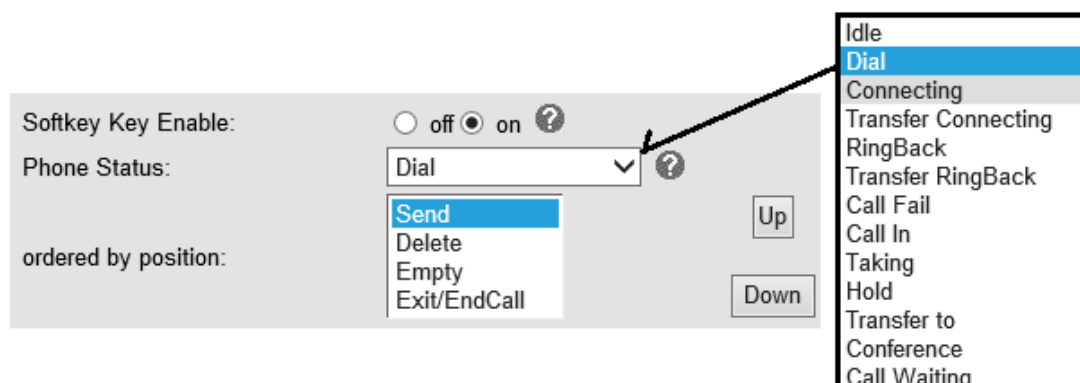 Softkey Key Enable:
off on ?
Phone Status:
Dial
?
ordered by position:
Send
Delete
Empty
Exit/EndCall
Up
Down
Idle
Dial
Connecting
Transfer Connecting
RingBack
Transfer RingBack
Call Fail
Call In
Taking
Hold
Transfer to
Conference
Call Waiting